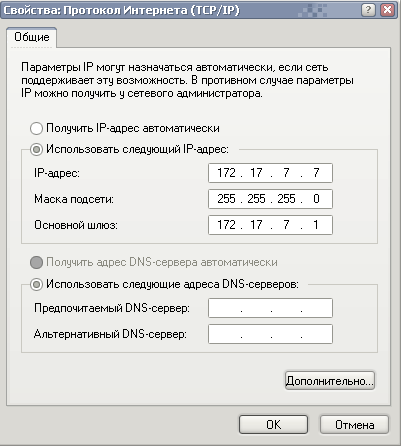 Свойства: Протокол Интернета (TCP/IP)
Общие
Параметры IP могут назначаться автоматически, если сеть
поддерживает эту возможность. В противном случае параметры
IP можно получить у сетевого администратора.
Получить IP-адрес автоматически
Использовать следующий IP-адрес:
IP-адрес: 172 . 17 . 7 . 7
Маска подсети: 255 . 255 . 255 . 0
Основной шлюз: 172 . 17 . 7 . 1
Получить адрес DNS-сервера автоматически
Использовать следующие адреса DNS-серверов:
Предпочитаемый DNS-сервер: . . .
Альтернативный DNS-сервер: . . .
Дополнительно...
OK Отмена